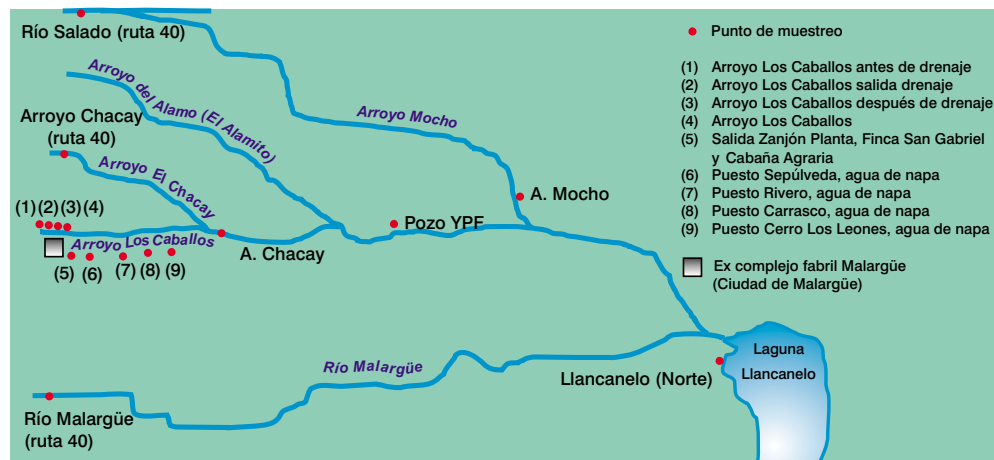 Río Salado (ruta 40)
Arroyo del Alamo (El Alamito)
Arroyo Mocho
Arroyo Chacay
(ruta 40)
Arroyo El Chacay
A. Mocho
(1) (2) (3) (4)
Pozo YPF
Arroyo Los Caballos
A. Chacay
(5) (6) (7) (8) (9)
Río Malargüe
Llancanelo (Norte)
Laguna
Llancanelo
Río Malargüe
(ruta 40)
Punto de muestreo
(1) Arroyo Los Caballos antes de drenaje
(2) Arroyo Los Caballos salida drenaje
(3) Arroyo Los Caballos después de drenaje
(4) Arroyo Los Caballos
(5) Salida Zanjón Planta, Finca San Gabriel
y Cabaña Agraria
(6) Puesto Sepúlveda, agua de napa
(7) Puesto Rivero, agua de napa
(8) Puesto Carrasco, agua de napa
(9) Puesto Cerro Los Leones, agua de napa
Ex complejo fabril Malargüe
(Ciudad de Malargüe)